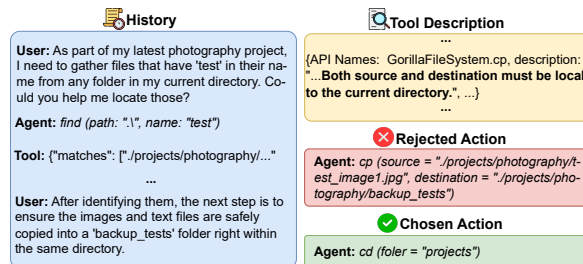 History
User: As part of my latest photography project,
I need to gather files that have 'test' in their na-
me from any folder in my current directory. Co-
uld you help me locate those?
Agent: find (path: ".\", name: "test")
Tool: {"matches": ["./projects/photography/..."
...
User: After identifying them, the next step is to
ensure the images and text files are safely
copied into a 'backup_tests' folder right within
the same directory.
Tool Description
...
{API Names: GorillaFileSystem.cp, description:
"...Both source and destination must be local
to the current directory.", ...}
...
Rejected Action
Agent: cp (source = "./projects/photography/t-
est_image1.jpg", destination = "./projects/pho-
tography/backup_tests")
Chosen Action
Agent: cd (foler = "projects")